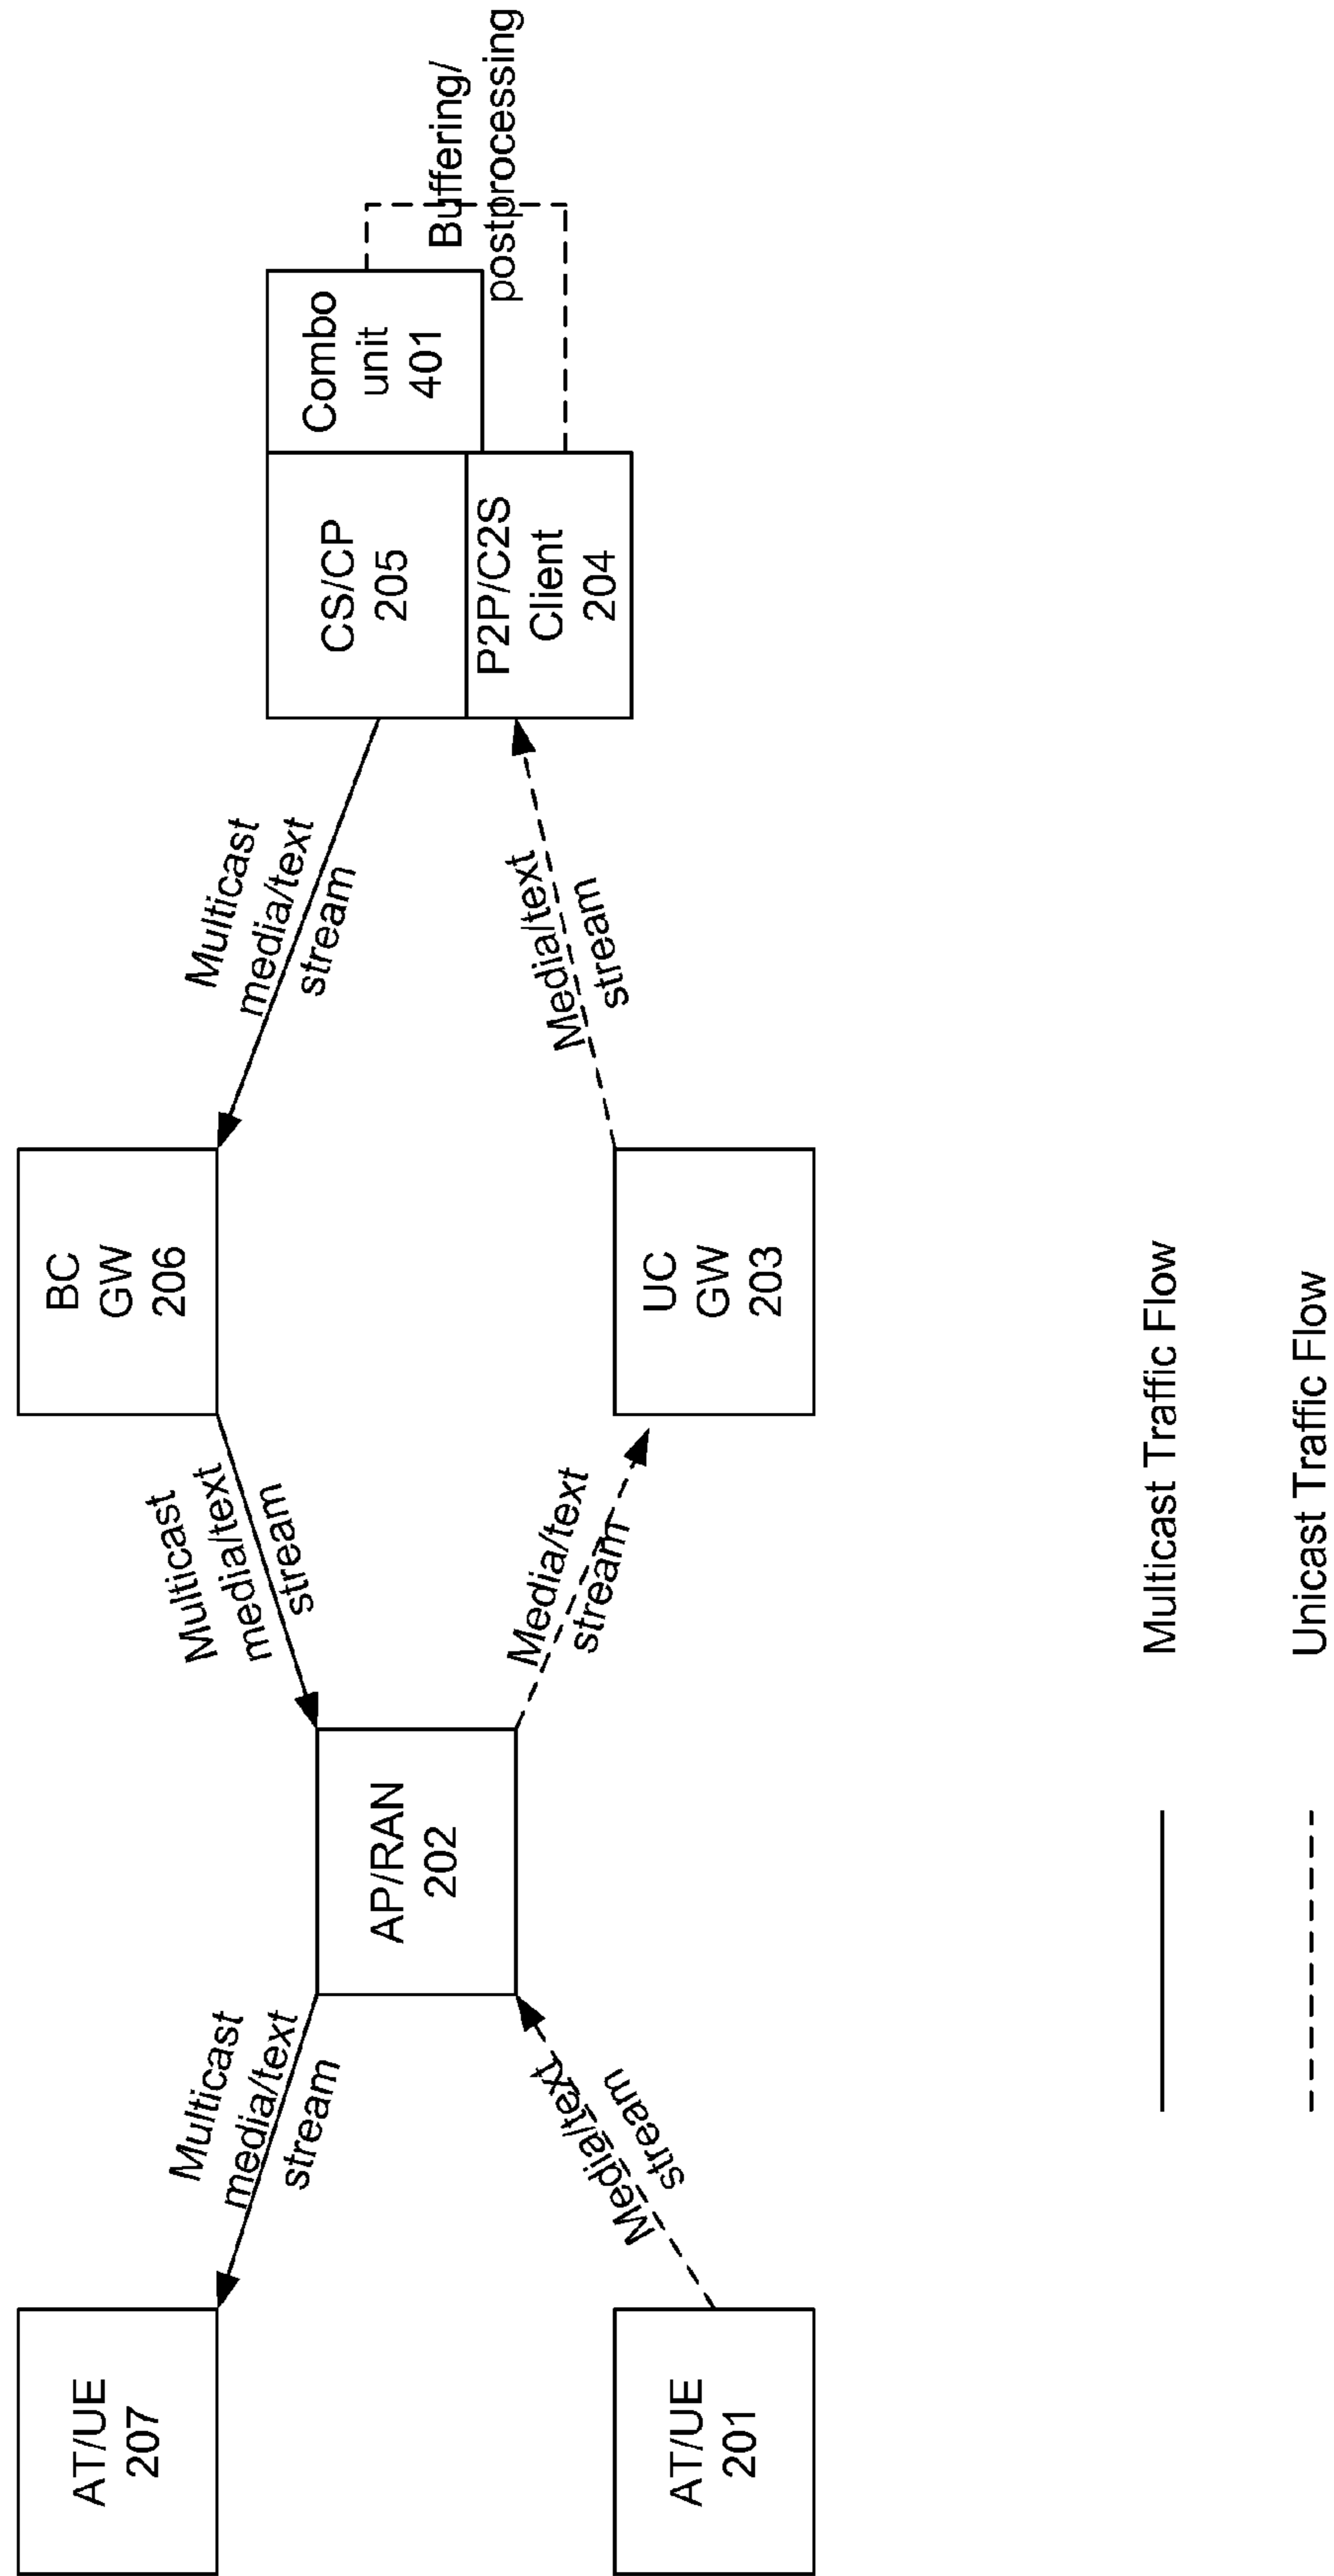 AT/UE
207
Multicast
media/text
stream
Multicast
media/text
stream
BC
GW
206
Multicast
media/text
stream
CS/CP
205
Combo
unit
401
Buffering/
postprocessing
AP/RAN
202
P2P/C2S
Client
204
AT/UE
201
Media/text
stream
Media/text
stream
UC
GW
203
Media/text
stream
Multicast Traffic Flow
Unicast Traffic Flow